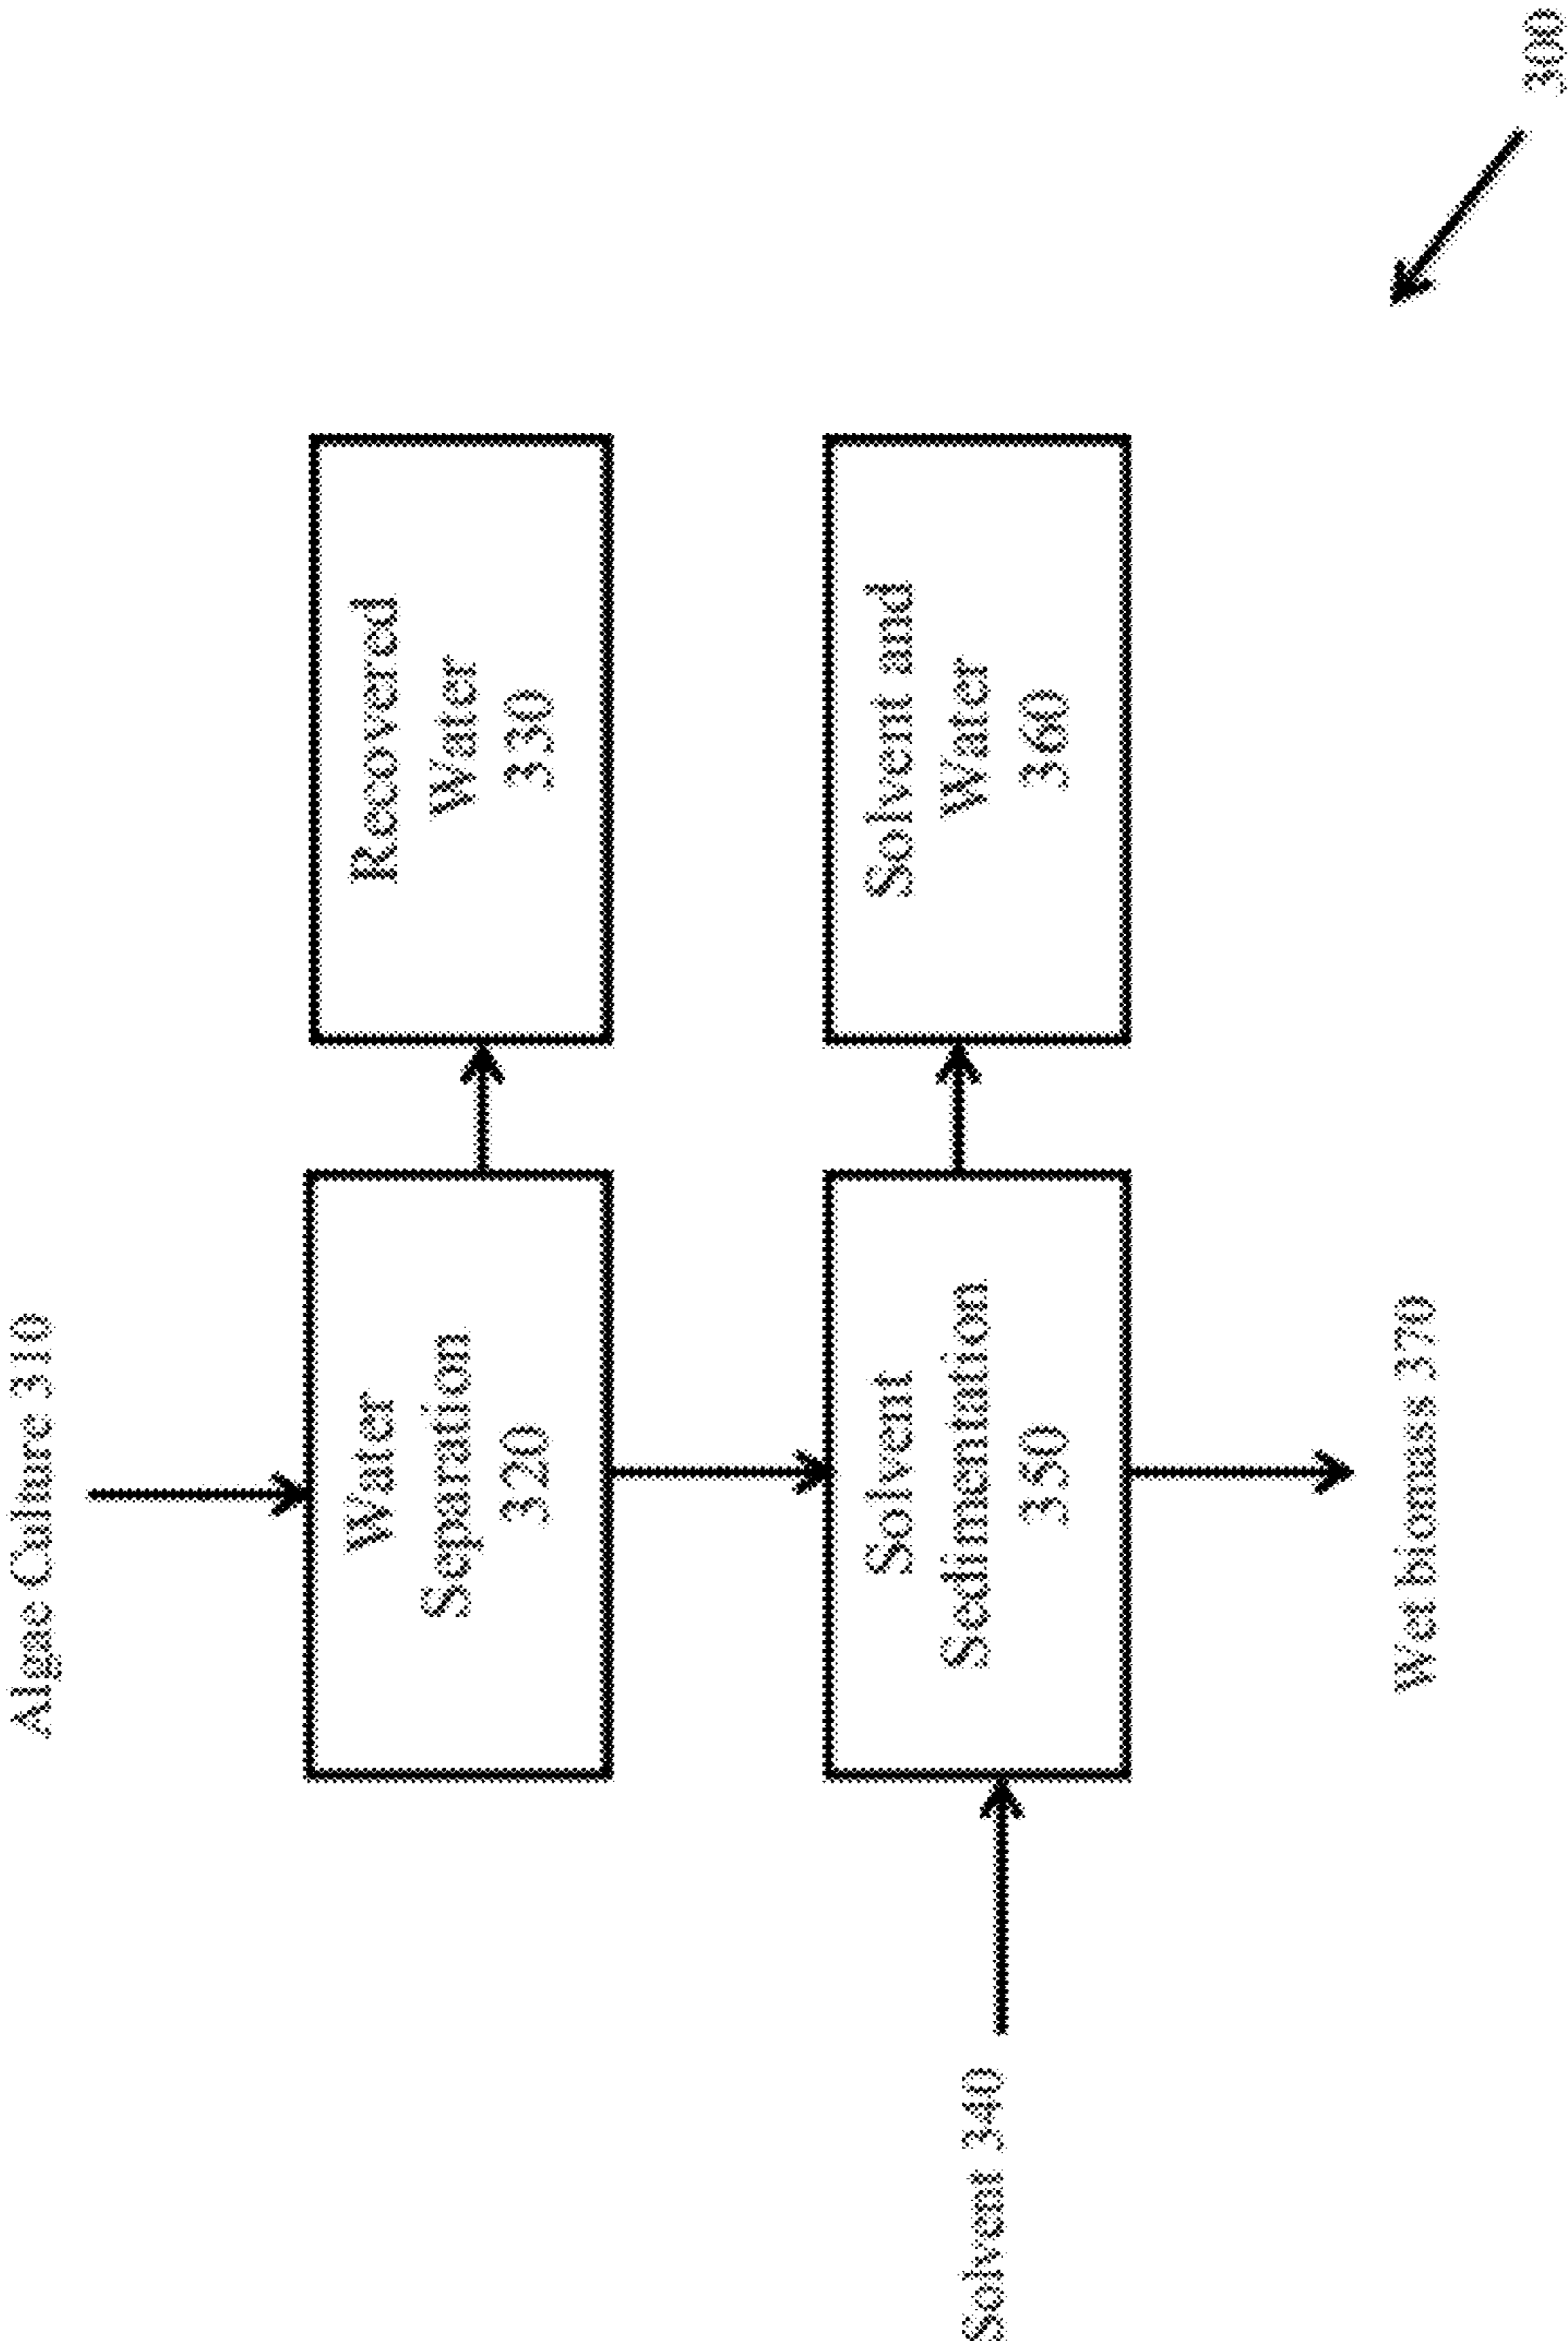 Algae Culture 310
Water
Separation
320
Recovered
Water
330
Solvent 340
Solvent
Sedimentation
350
Solvent and
Water
360
Wet biomass 370
300